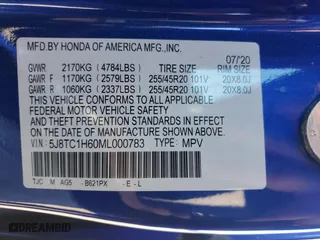 MFD. BY HONDA OF AMERICA MFG.,INC.
07/20
GVWR 2170KG (4784LBS) RIM SIZE
GAWR F 1170KG (2579LBS) 255/45R20 101V 20X8.0J
GAWR R 1060KG (2337LBS) 255/45R20 101V 20X8.0J
THIS VEHICLE CONFORMS TO ALL APPLICABLE
FEDERAL MOTOR VEHICLE SAFETY AND
THEFT PREVENTION STANDARDS IN EFFECT ON
THE DATE OF MANUFACTURE SHOWN ABOVE.
VIN: 5J8TC1H60ML000783 TYPE: MPV
TJC M AG5 B621PX - E - L
DREAMBID